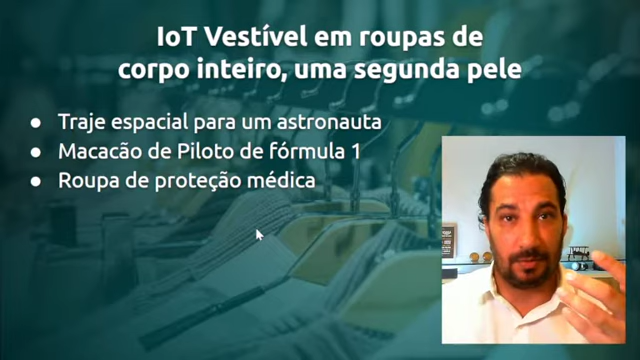 IoT Vestível em roupas de
corpo inteiro, uma segunda pele
● Traje espacial para um astronauta
● Macacão de Piloto de fórmula 1
● Roupa de proteção médica